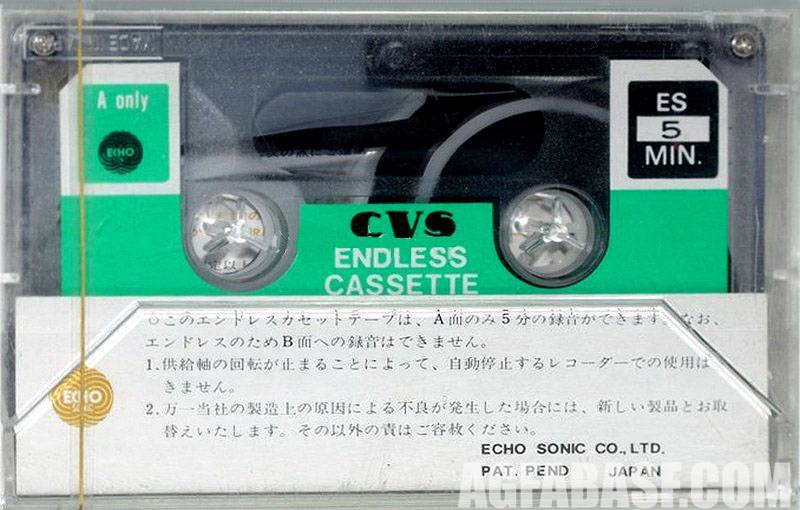 A only
ECHO
ES
5
MIN.
CVS
ENDLESS
CASSETTE
○このエンドレスカセットテープは、A面のみ5分の録音ができます。なお、
エンドレスのためB面への録音はできません。
1.供給軸の回転が止まることによって、自動停止するレコーダーでの使用は
きません。
2.万一当社の製造上の原因による不良が発生した場合には、新しい製品とお取
替えいたします。その以外の責はご容赦ください。
ECHO
SONIC
ECHO SONIC CO.,LTD.
PAT. PEND JAPAN
AGFABASE.COM